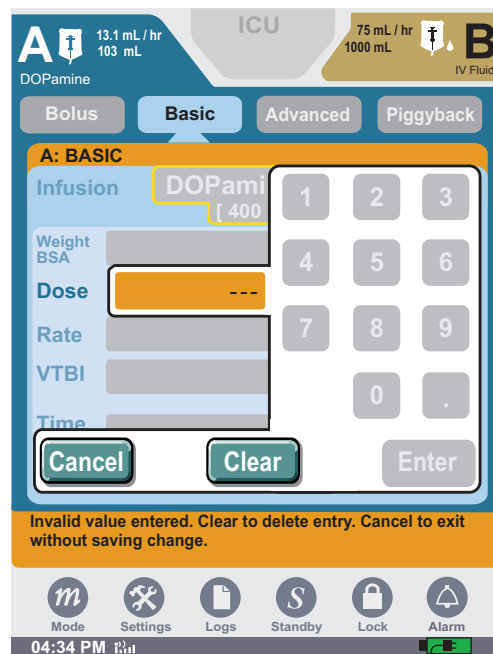 A
13.1 mL / hr
103 mL
DOPamine
ICU
75 mL / hr
1000 mL
B
IV Fluid
Bolus
Basic
Advanced
Piggyback
A: BASIC
Infusion
DOPami
[ 400
1 2 3
Weight
BSA
4 5 6
Dose
---
Rate
7 8 9
VTBI
0 .
Time
Cancel
Clear
Enter
Invalid value entered. Clear to delete entry. Cancel to exit
without saving change.
m
S
Mode
Settings
Logs
Standby
Lock
Alarm
04:34 PM